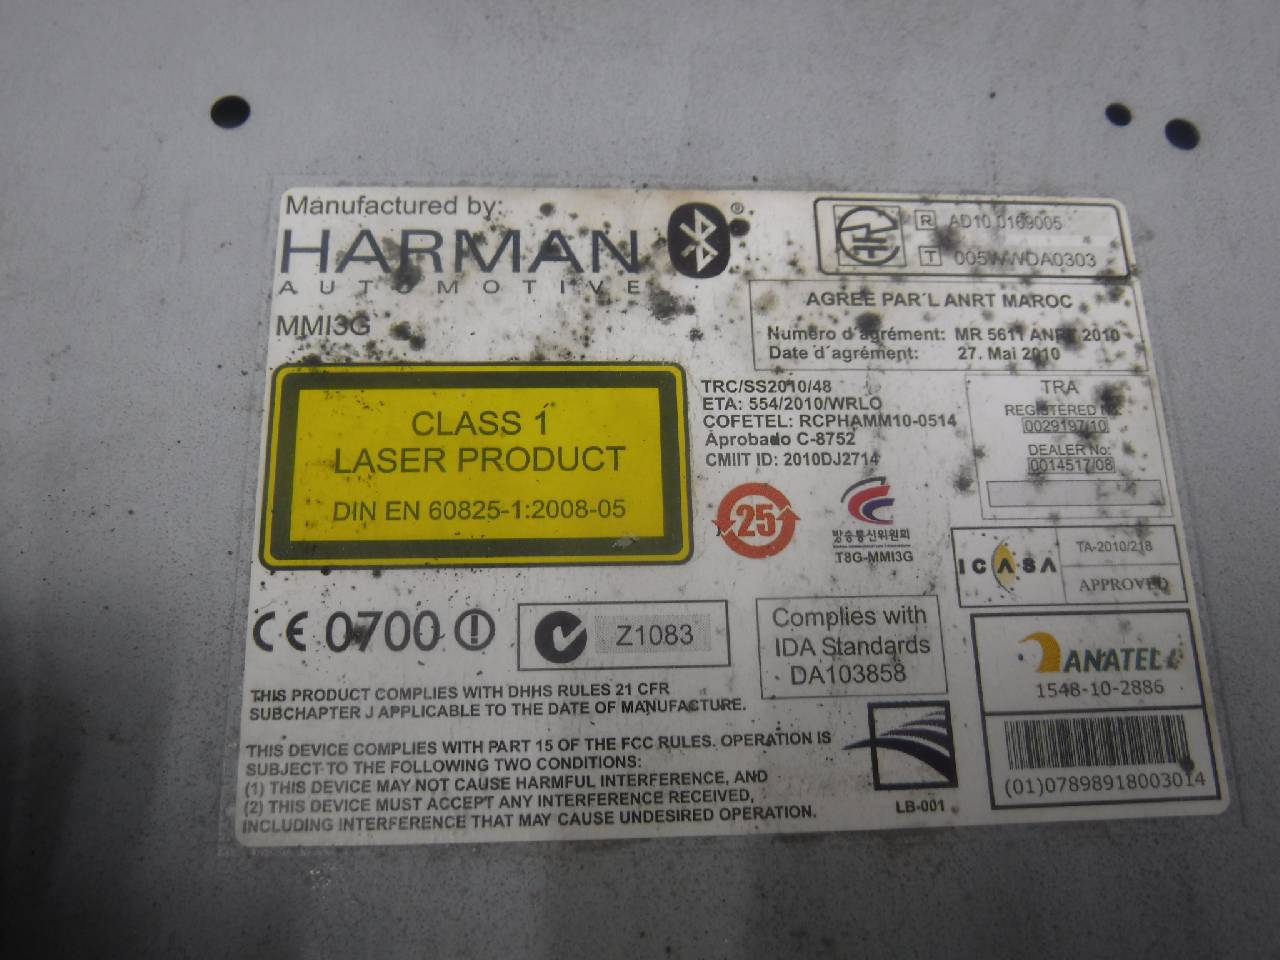 Manufactured by:
HARMAN
AUTOMOTIVE
MMI3G
®
R AD10 0169005
T 005WWDA0303
AGREE PAR´L ANRT MAROC
Numéro d´agrément: MR 5611 ANRT 2010
Date d´agrément: 27. Mai 2010
CLASS 1
LASER PRODUCT
DIN EN 60825-1:2008-05
TRC/SS2010/48
ETA: 554/2010/WRLO
COFETEL: RCPHAMM10-0514
Aprobado C-8752
CMIIT ID: 2010DJ2714
TRA
REGISTERED No:
0029197/10
DEALER No:
0014517/08
25
방송통신위원회
T8G-MMI3G
ICASA
TA-2010/218
APPROVED
CE 0700
Z1083
Complies with
IDA Standards
DA103858
ANATEL
1548-10-2886
(01)07898918003014
THIS PRODUCT COMPLIES WITH DHHS RULES 21 CFR
SUBCHAPTER J APPLICABLE TO THE DATE OF MANUFACTURE.
THIS DEVICE COMPLIES WITH PART 15 OF THE FCC RULES. OPERATION IS
SUBJECT TO THE FOLLOWING TWO CONDITIONS:
(1) THIS DEVICE MAY NOT CAUSE HARMFUL INTERFERENCE, AND
(2) THIS DEVICE MUST ACCEPT ANY INTERFERENCE RECEIVED,
INCLUDING INTERFERENCE THAT MAY CAUSE UNDESIRED OPERATION.
LB-001